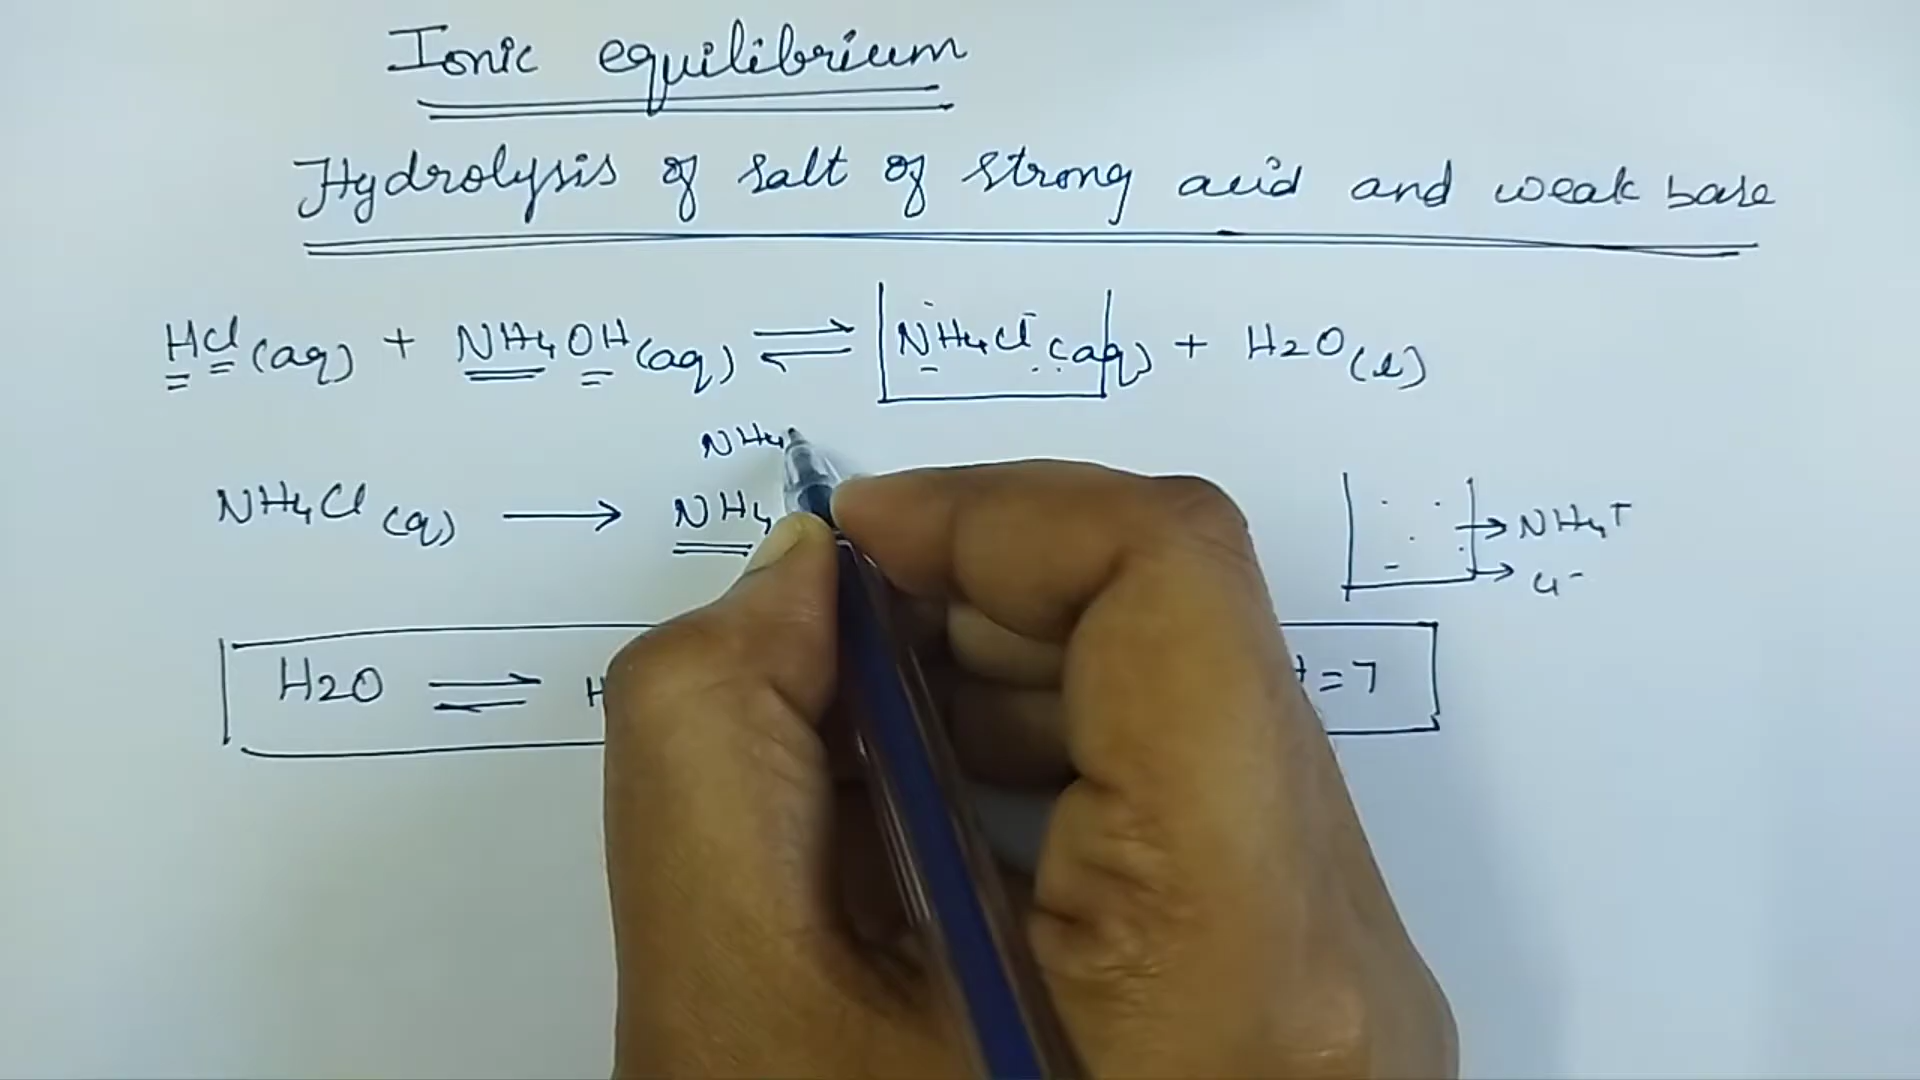 Ionic equilibrium
Hydrolysis of salt of strong acid and weak base
HCl (aq) + NH4OH (aq) ⇌ NH4Cl (aq) + H2O (l)
NH4
NH4Cl (aq) → NH4
→ NH4+
→ Cl-
H2O ⇌ H = 7